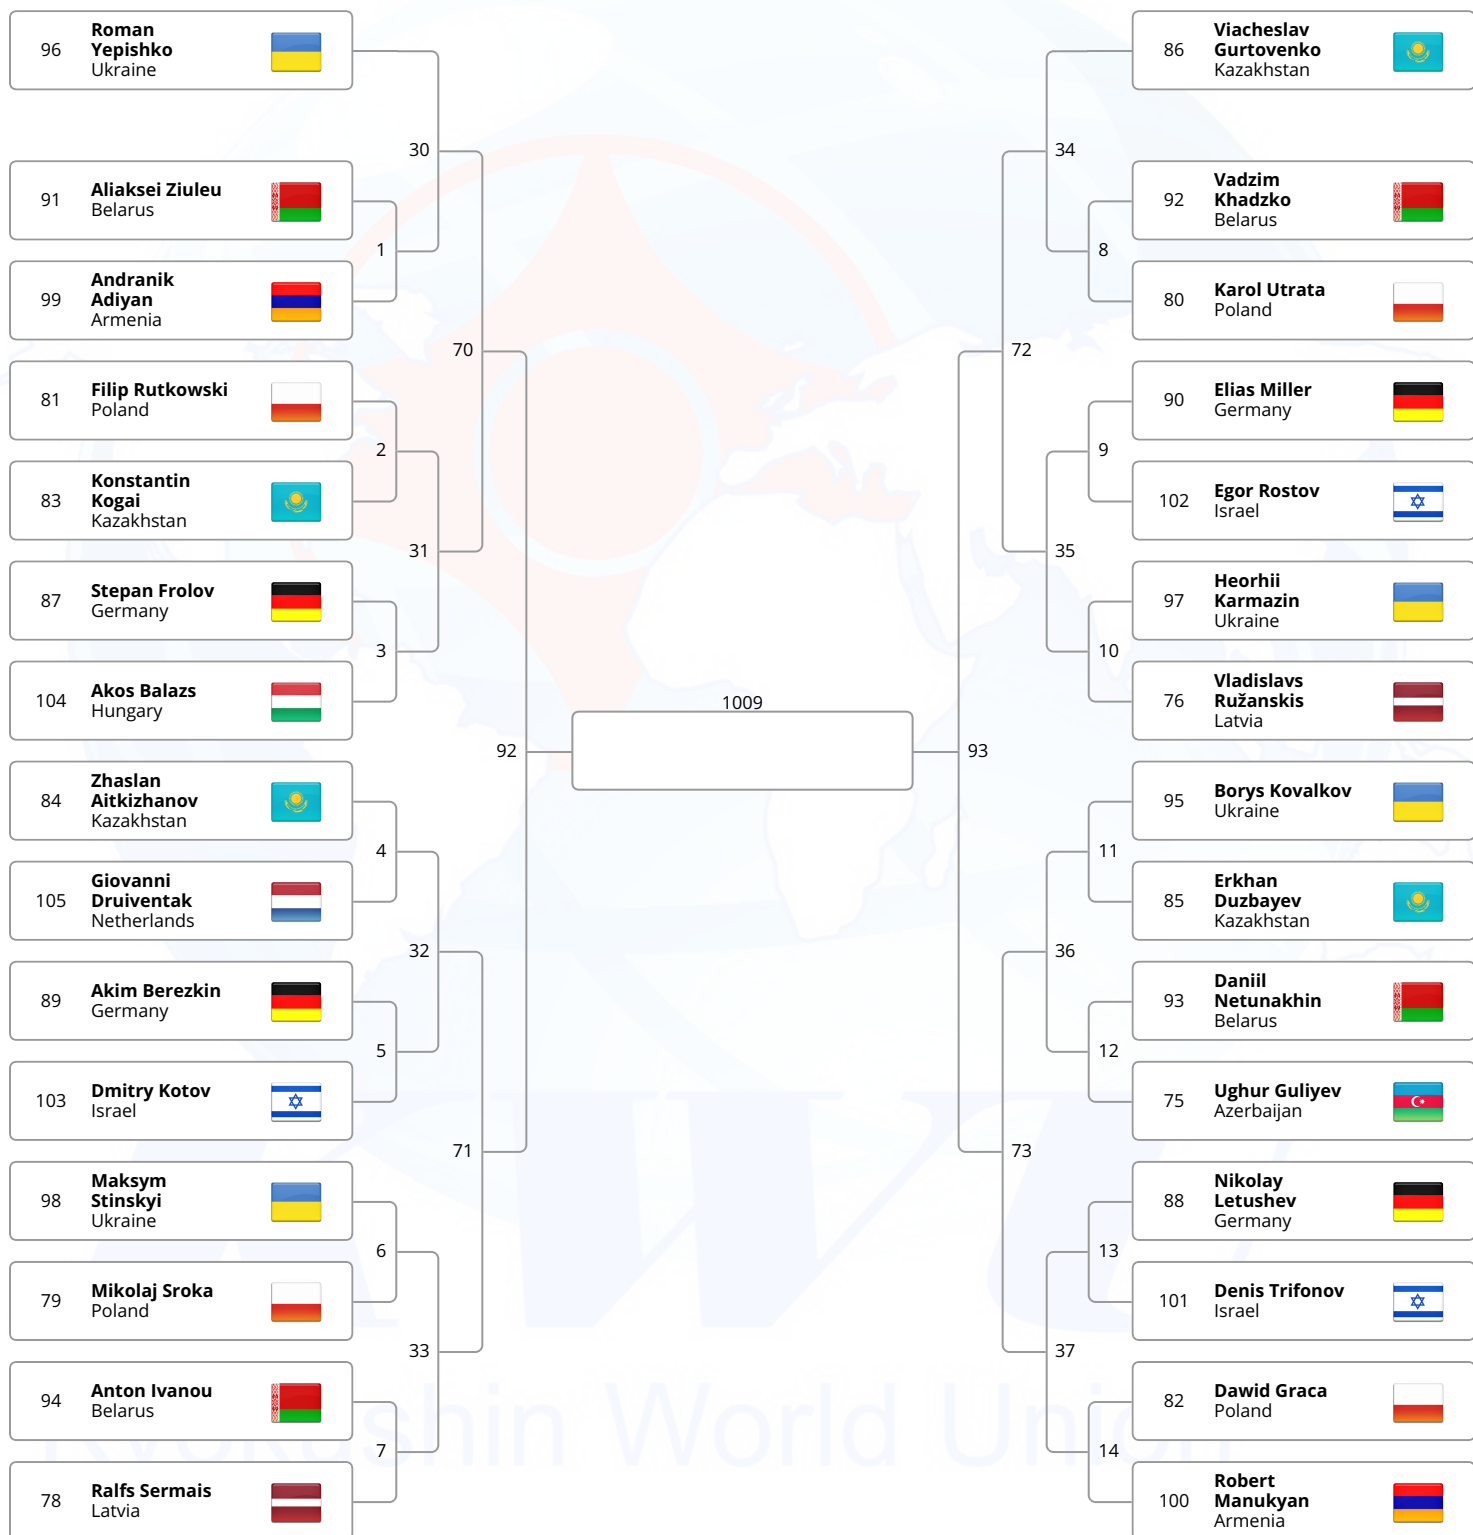 96
Roman
Yepishko
Ukraine
91
Aliaksei Ziuleu
Belarus
99
Andranik
Adiyan
Armenia
81
Filip Rutkowski
Poland
83
Konstantin
Kogai
Kazakhstan
87
Stepan Frolov
Germany
104
Akos Balazs
Hungary
84
Zhaslan
Aitkizhanov
Kazakhstan
105
Giovanni
Druiventak
Netherlands
89
Akim Berezkin
Germany
103
Dmitry Kotov
Israel
98
Maksym
Stinskyi
Ukraine
79
Mikolaj Sroka
Poland
94
Anton Ivanou
Belarus
78
Ralfs Sermais
Latvia
1
2
3
4
5
6
7
30
31
32
33
70
71
92
1009
93
72
73
34
35
36
37
8
9
10
11
12
13
14
86
Viacheslav
Gurtovenko
Kazakhstan
92
Vadzim
Khadzko
Belarus
80
Karol Utrata
Poland
90
Elias Miller
Germany
102
Egor Rostov
Israel
97
Heorhii
Karmazin
Ukraine
76
Vladislavs
Ružanskis
Latvia
95
Borys Kovalkov
Ukraine
85
Erkhan
Duzbayev
Kazakhstan
93
Daniil
Netunakhin
Belarus
75
Ughur Guliyev
Azerbaijan
88
Nikolay
Letushev
Germany
101
Denis Trifonov
Israel
82
Dawid Graca
Poland
100
Robert
Manukyan
Armenia
KWU
Kyokushin World Union